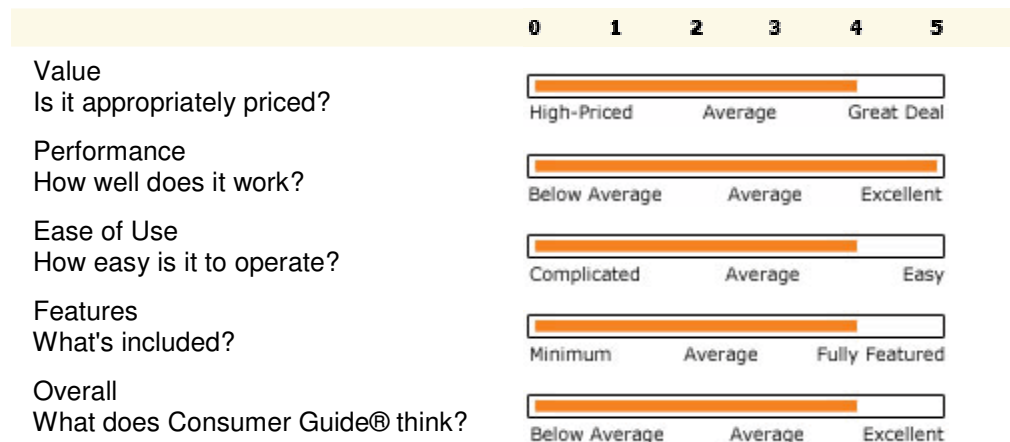 0 1 2 3 4 5
Value
Is it appropriately priced?
High-Priced Average Great Deal
Performance
How well does it work?
Below Average Average Excellent
Ease of Use
How easy is it to operate?
Complicated Average Easy
Features
What's included?
Minimum Average Fully Featured
Overall
What does Consumer Guide® think?
Below Average Average Excellent